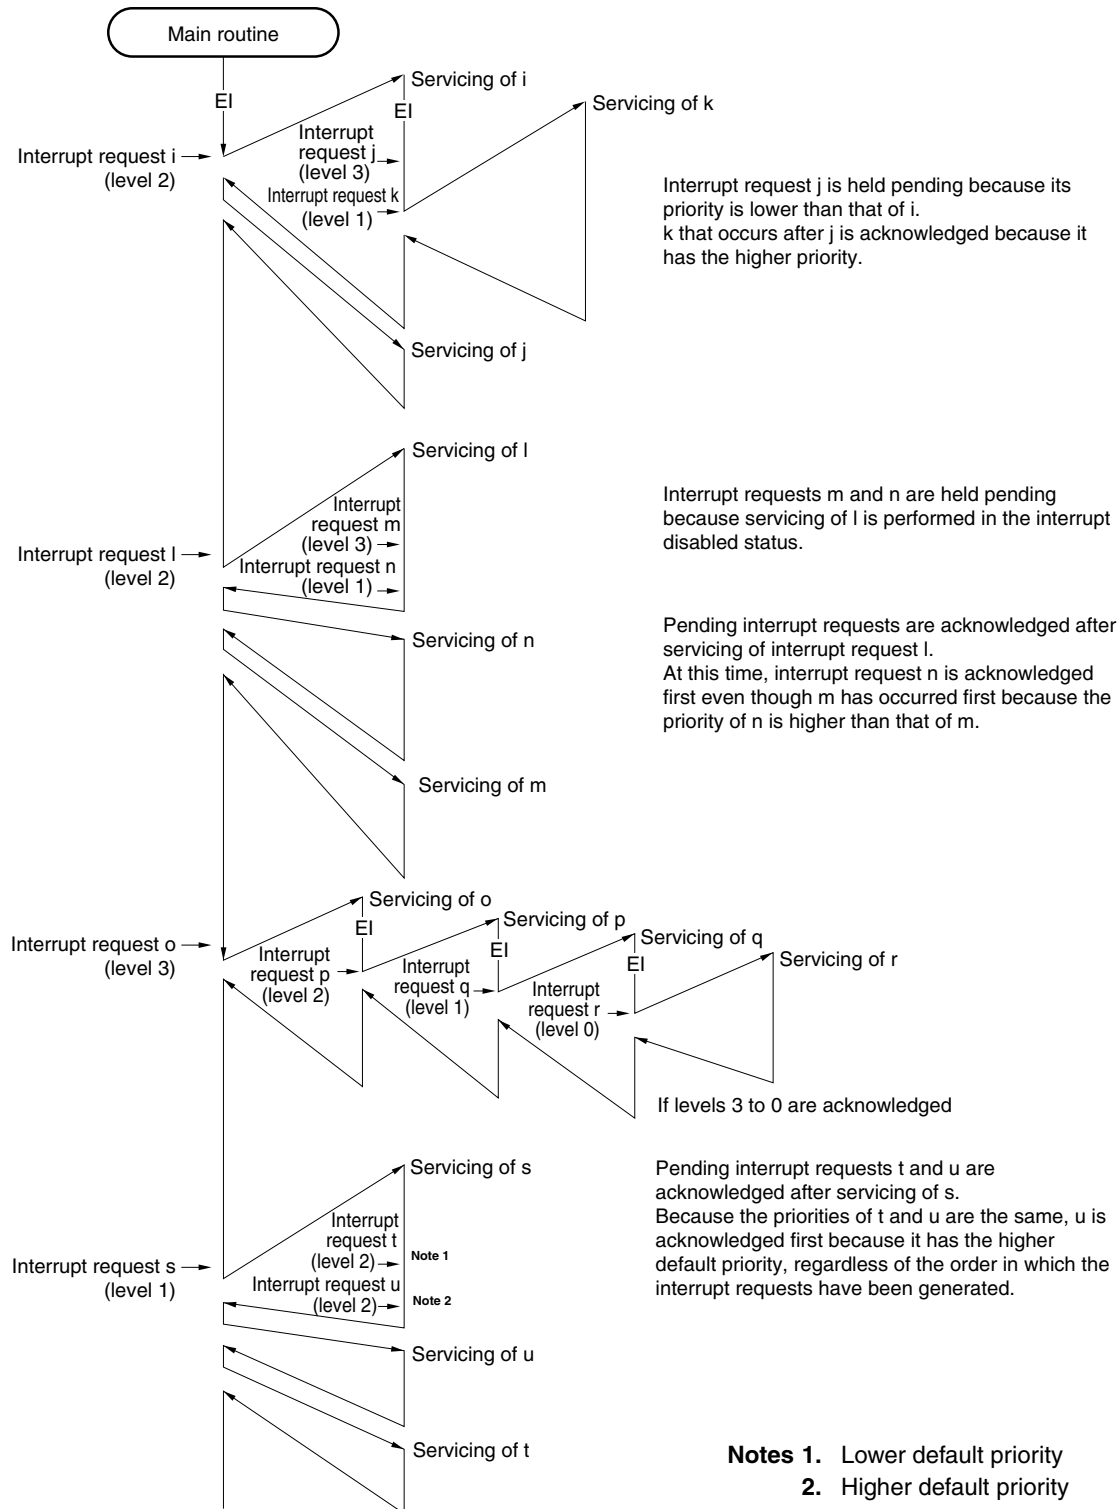 Main routine
EI
Servicing of i
EI
Servicing of k
Interrupt request i
(level 2)
Interrupt
request j
(level 3)
Interrupt request k
(level 1)
Interrupt request j is held pending because its
priority is lower than that of i.
k that occurs after j is acknowledged because it
has the higher priority.
Servicing of j
Servicing of l
Interrupt request l
(level 2)
Interrupt
request m
(level 3)
Interrupt request n
(level 1)
Interrupt requests m and n are held pending
because servicing of l is performed in the interrupt
disabled status.
Servicing of n
Pending interrupt requests are acknowledged after
servicing of interrupt request l.
At this time, interrupt request n is acknowledged
first even though m has occurred first because the
priority of n is higher than that of m.
Servicing of m
Interrupt request o
(level 3)
Servicing of o
EI
Interrupt
request p
(level 2)
Servicing of p
EI
Interrupt
request q
(level 1)
Servicing of q
EI
Interrupt
request r
(level 0)
Servicing of r
If levels 3 to 0 are acknowledged
Servicing of s
Interrupt request s
(level 1)
Interrupt
request t
(level 2)
Note 1
Interrupt request u
(level 2)
Note 2
Pending interrupt requests t and u are
acknowledged after servicing of s.
Because the priorities of t and u are the same, u is
acknowledged first because it has the higher
default priority, regardless of the order in which the
interrupt requests have been generated.
Servicing of u
Servicing of t
Notes 1. Lower default priority
2. Higher default priority